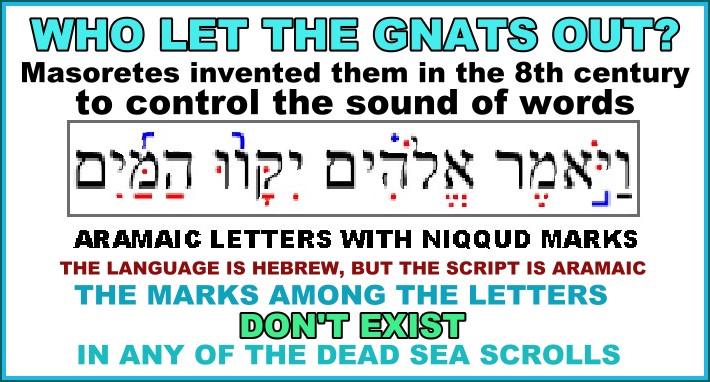 WHO LET THE GNATS OUT?
Masoretes invented them in the 8th century
to control the sound of words
וַיֹּ֣אמֶר אֱלֹהִ֗ים יִקָּו֨וּ הַמַּ֜יִם
ARAMAIC LETTERS WITH NIQQUD MARKS
THE LANGUAGE IS HEBREW, BUT THE SCRIPT IS ARAMAIC
THE MARKS AMONG THE LETTERS
DON'T EXIST
IN ANY OF THE DEAD SEA SCROLLS